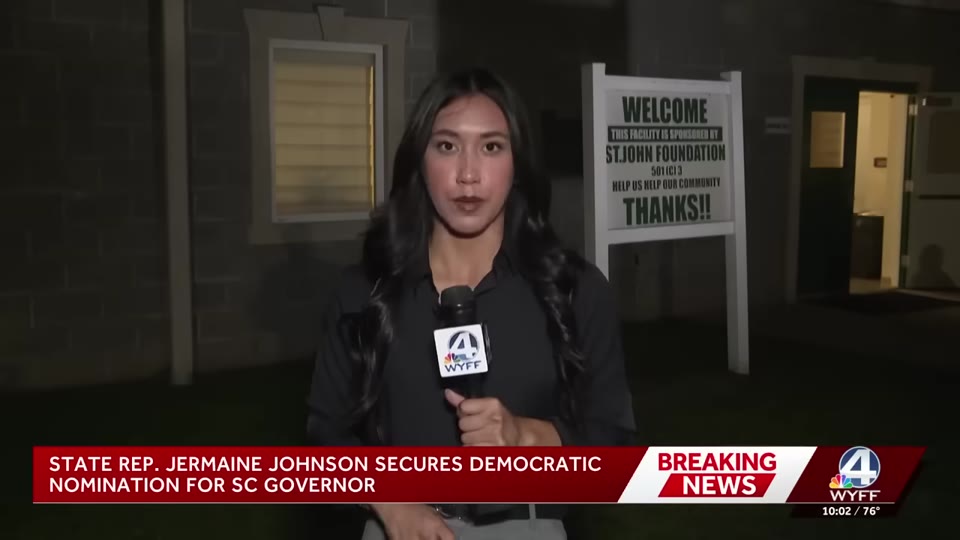 WELCOME
THIS FACILITY IS SPONSORED BY
ST.JOHN FOUNDATION
501 (C) 3
HELP US HELP OUR COMMUNITY
THANKS!!
4
WYFF
STATE REP. JERMAINE JOHNSON SECURES DEMOCRATIC
NOMINATION FOR SC GOVERNOR
BREAKING
NEWS
4
WYFF
10:02 / 76°